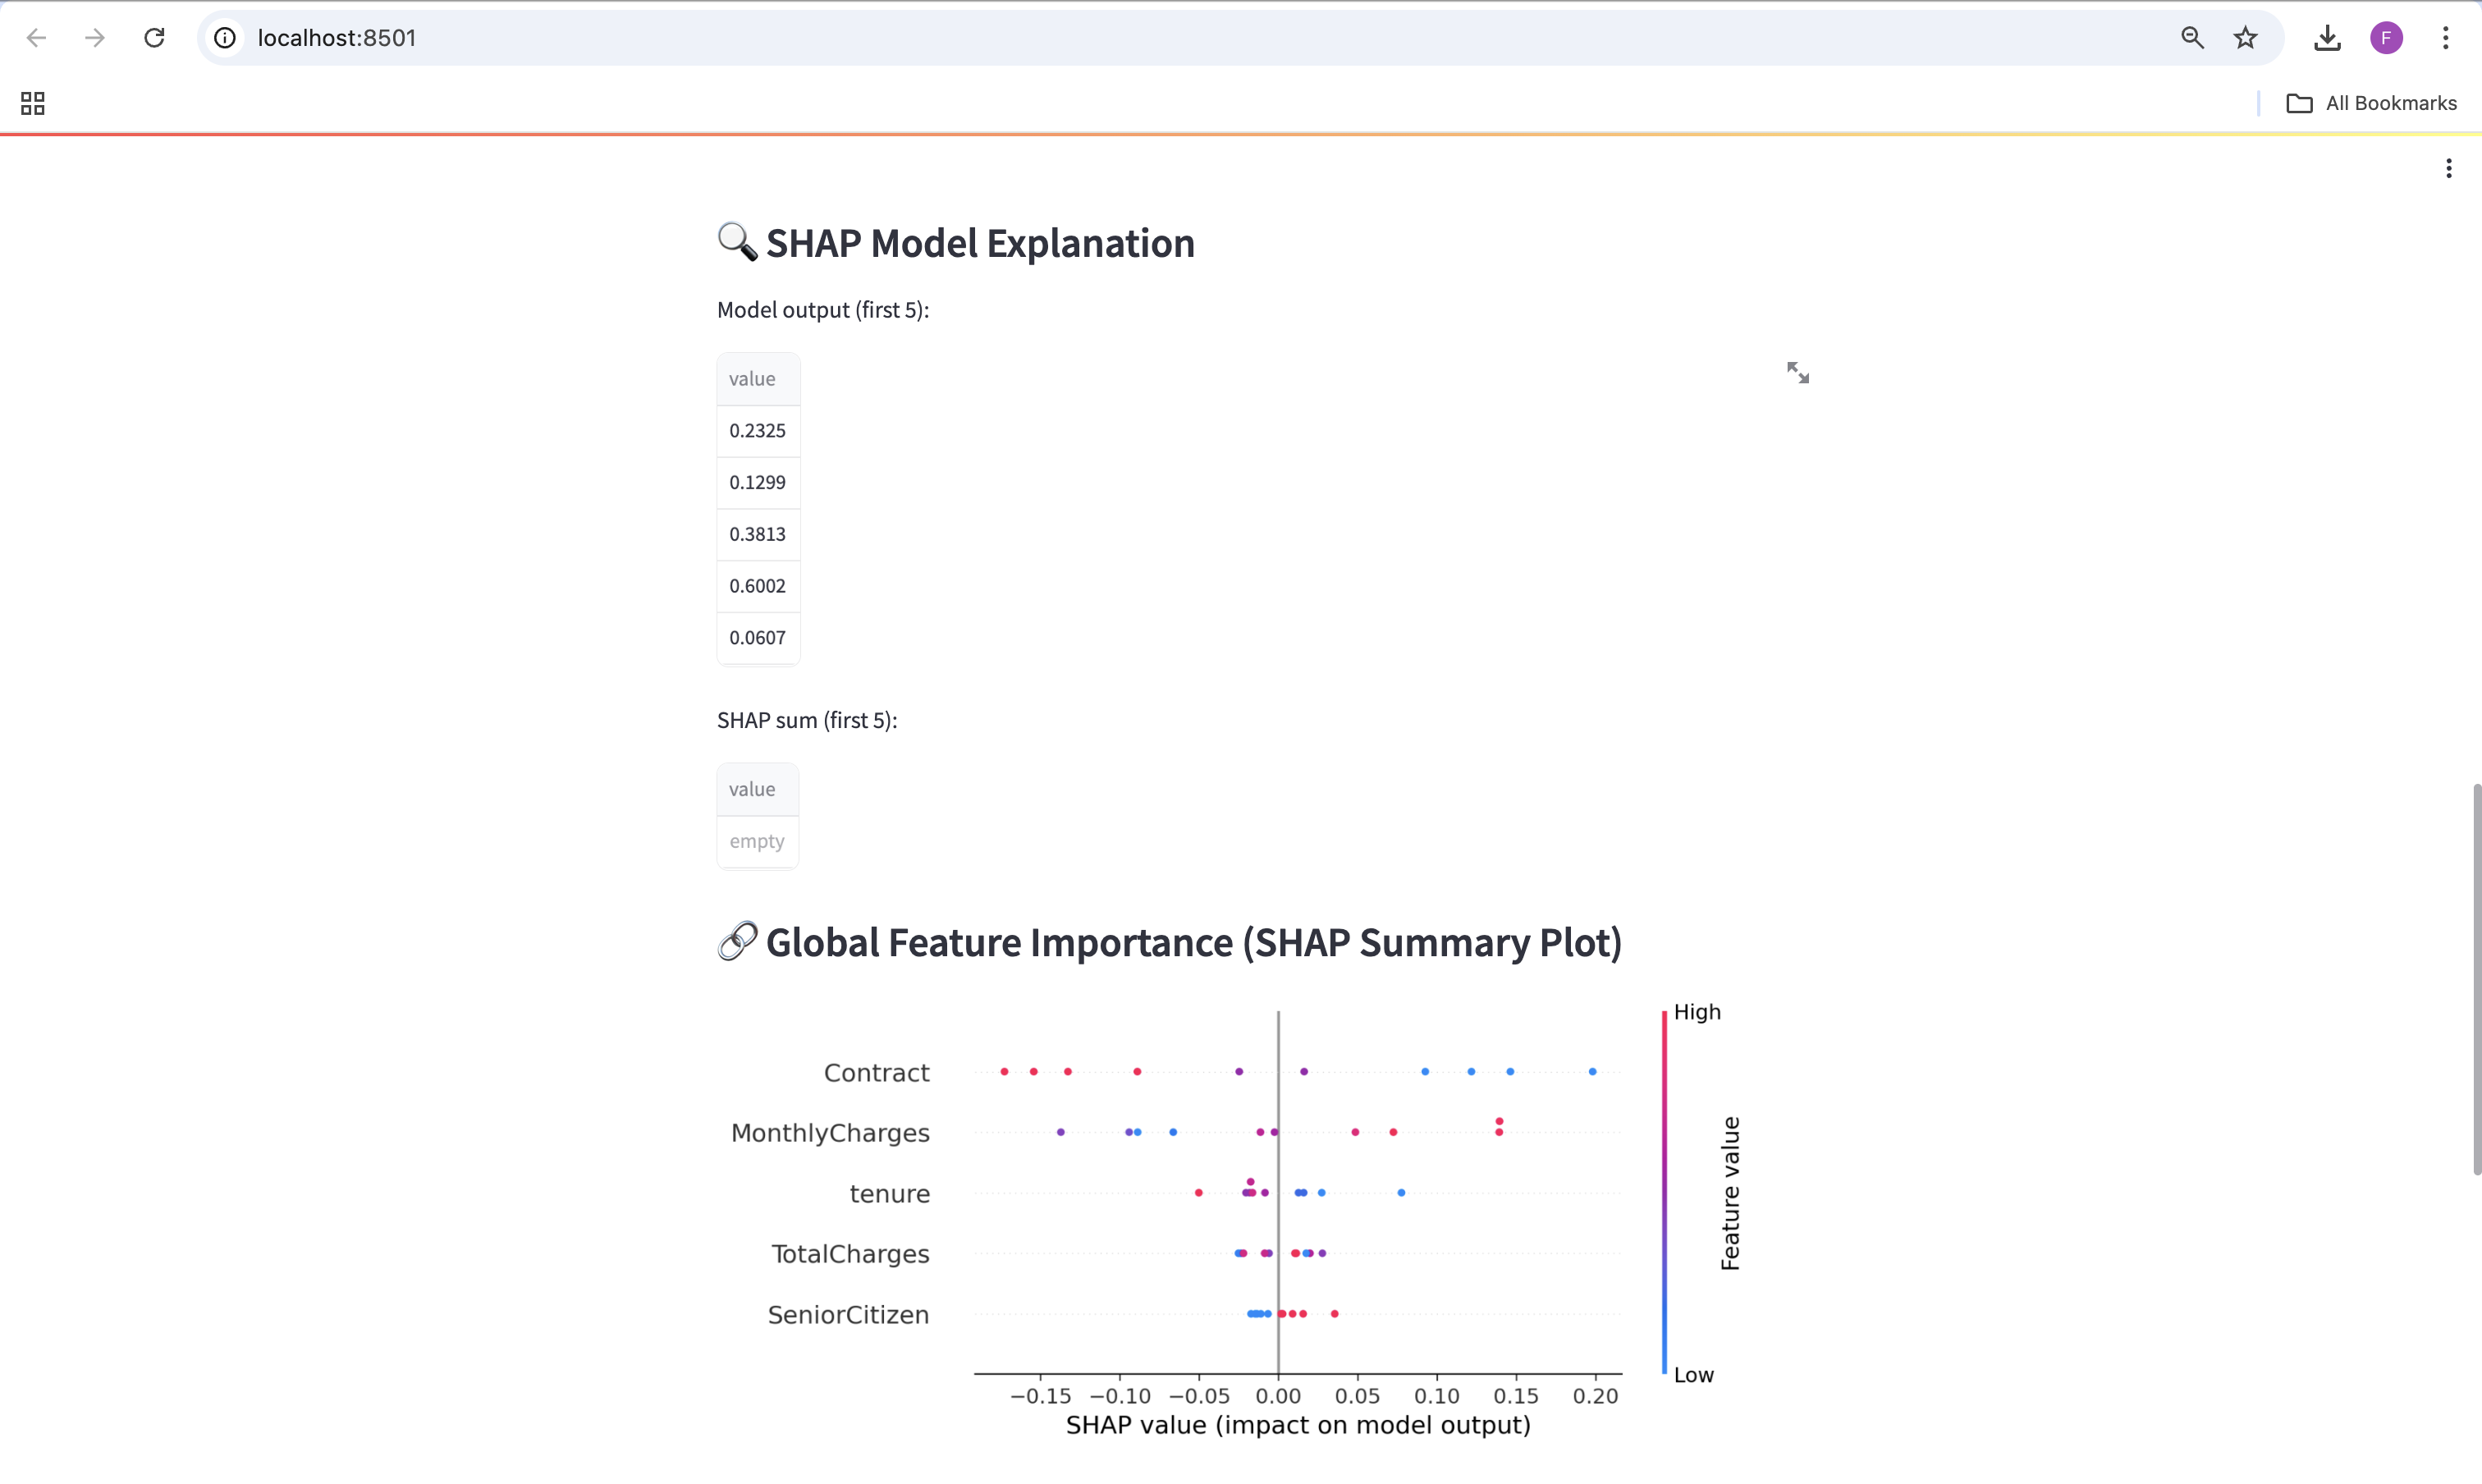 localhost:8501
F
All Bookmarks
SHAP Model Explanation
Model output (first 5):
value
0.2325
0.1299
0.3813
0.6002
0.0607
SHAP sum (first 5):
value
empty
Global Feature Importance (SHAP Summary Plot)
High
Contract
MonthlyCharges
tenure
TotalCharges
SeniorCitizen
Feature value
Low
−0.15 −0.10 −0.05 0.00 0.05 0.10 0.15 0.20
SHAP value (impact on model output)